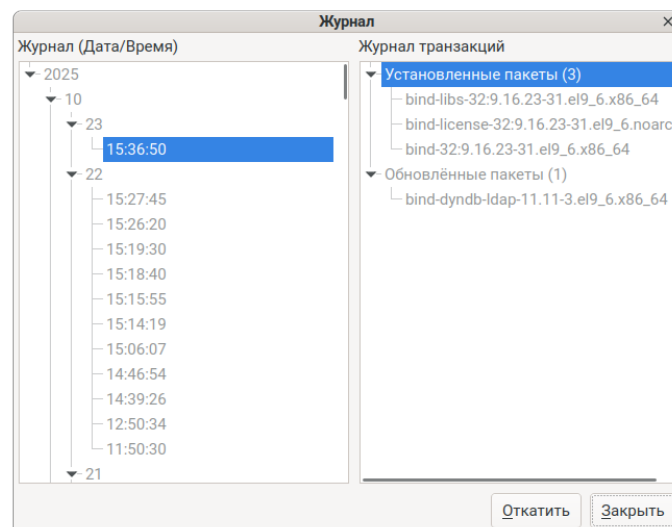 Журнал
Журнал (Дата/Время)
2025
10
23
15:36:50
22
15:27:45
15:26:20
15:19:30
15:18:40
15:15:55
15:14:19
15:06:07
14:46:54
14:39:26
12:50:34
11:50:30
21
Журнал транзакций
Установленные пакеты (3)
bind-libs-32:9.16.23-31.el9_6.x86_64
bind-license-32:9.16.23-31.el9_6.noarc
bind-32:9.16.23-31.el9_6.x86_64
Обновлённые пакеты (1)
bind-dyndb-ldap-11.11-3.el9_6.x86_64
Откатить
Закрыть